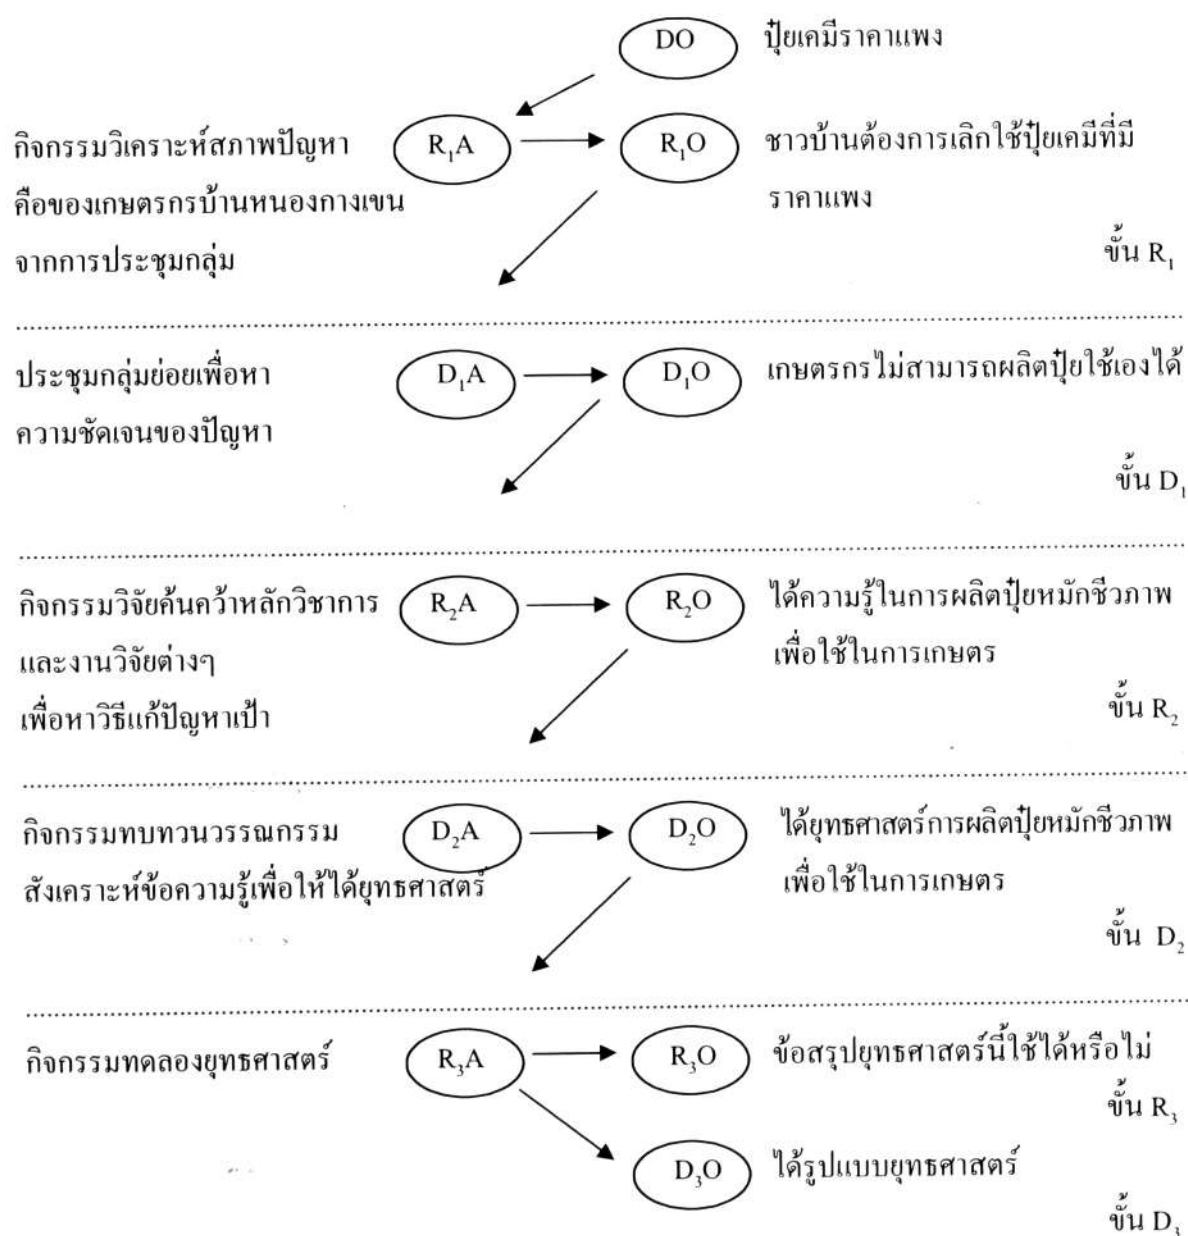 DO ปุ๋ยเคมีราคาแพง
กิจกรรมวิเคราะห์สภาพปัญหา R₁A R₁O ชาวบ้านต้องการเลิกใช้ปุ๋ยเคมีที่มี
คือของเกษตรกรบ้านหนองกางเขน ราคาแพง
จากการประชุมกลุ่ม ขั้น R₁
ประชุมกลุ่มย่อยเพื่อหา D₁A D₁O เกษตรกรไม่สามารถผลิตปุ๋ยใช้เองได้
ความชัดเจนของปัญหา
ขั้น D₁
กิจกรรมวิจัยค้นคว้าหลักวิชาการ R₂A R₂O ได้ความรู้ในการผลิตปุ๋ยหมักชีวภาพ
และงานวิจัยต่างๆ เพื่อใช้ในการเกษตร
เพื่อหาวิธีแก้ปัญหาเป้า ขั้น R₂
กิจกรรมทบทวนวรรณกรรม D₂A D₂O ได้ยุทธศาสตร์การผลิตปุ๋ยหมักชีวภาพ
สังเคราะห์ข้อความรู้เพื่อให้ได้ยุทธศาสตร์ เพื่อใช้ในการเกษตร
ขั้น D₂
กิจกรรมทดลองยุทธศาสตร์ R₃A R₃O ข้อสรุปยุทธศาสตร์นี้ใช้ได้หรือไม่
ขั้น R₃
D₃O ได้รูปแบบยุทธศาสตร์
ขั้น D₃